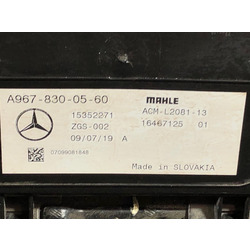 A967-830-05-60
MAHLE
15352271
ZGS-002
09/07/19 A
ACM-L2081-13
16467125 01
07099081848
Made in SLOVAKIA